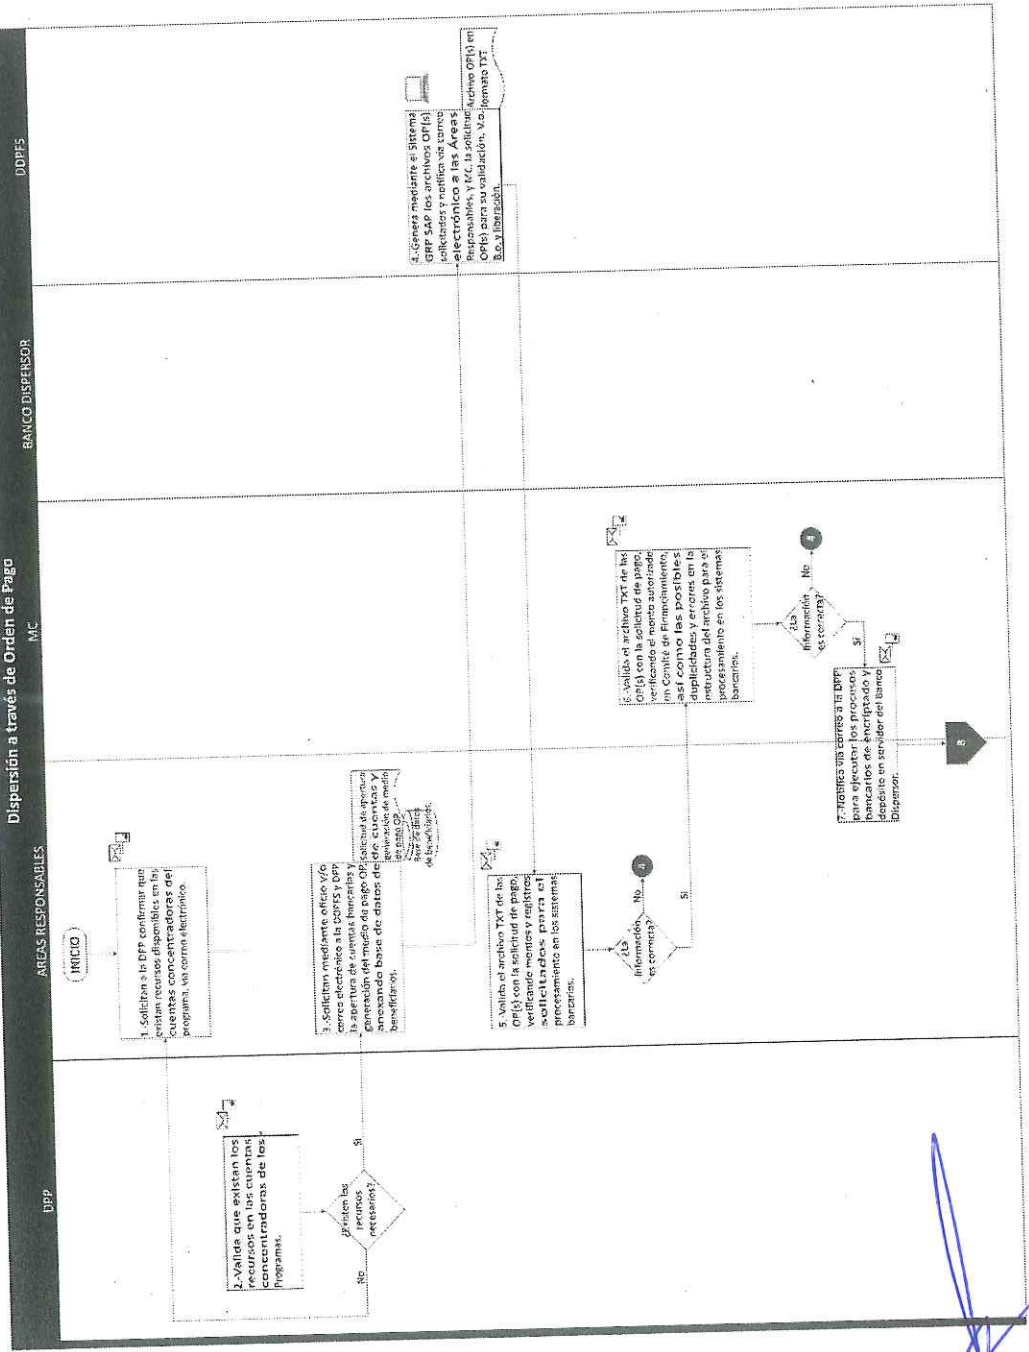 Dispersión a través de Orden de Pago
DPP
AREAS RESPONSABLES
MC
BANCO DISPERSOR
DDPFS
INICIO
1.-Solicitan a la DPP confirmar que
existan recursos disponibles en las
cuentas concentradoras del
programa, vía correo electrónico.
2.-Valida que existan los
recursos en las cuentas
concentradoras de los
Programas.
¿Existen los
recursos
necesarios?
No
Si
3.-Solicitan mediante oficio y/o
correo electrónico a la DDPFS y DPP
la apertura de cuentas bancarias y
generación del medio de pago OP
anexando base de datos de
beneficiarios.
Solicitud de apertura
de cuentas y
generación de medio
de pago OP.
Base de datos
de beneficiarios.
4.-Genera mediante el Sistema
GRP SAP los archivos OP(s)
solicitados y notifica vía correo
electrónico a las Áreas
Responsables, y MC, la solicitud
OP(s) para su validación, V.o.
B.o. y liberación.
Archivo OP(s) en
formato TXT
5.-Valida el archivo TXT de las
OP(s) con la solicitud de pago,
verificando montos y registros
solicitados para el
procesamiento en los sistemas
bancarios.
¿La
Información
es correcta?
No
4
Si
6.-Valida el archivo TXT de las
OP(s) con la solicitud de pago,
verificando el monto autorizado
en Comité de Financiamiento,
así como las posibles
duplicidades y errores en la
estructura del archivo para el
procesamiento en los sistemas
bancarios.
¿La
Información
es correcta?
No
4
Si
7.-Notifica vía correo a la DPP
para ejecutar los procesos
bancarios de encriptado y
depósito en servidor del Banco
Dispersor.
B